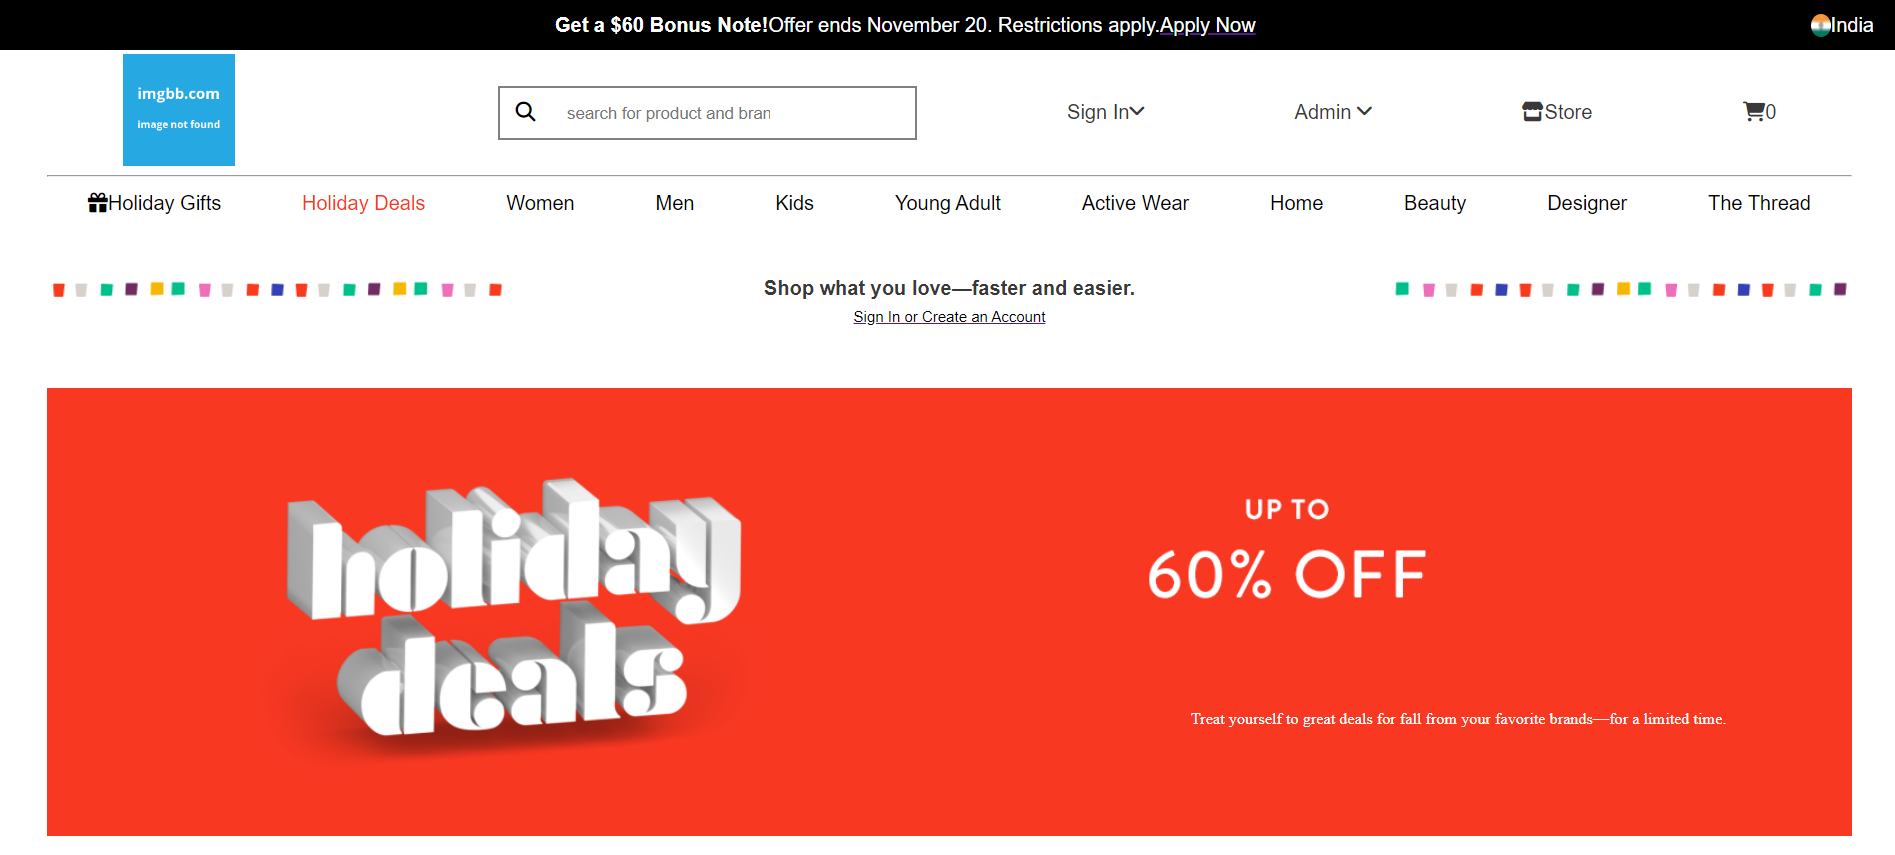 Get a $60 Bonus Note!Offer ends November 20. Restrictions apply.Apply Now
India
imgbb.com
image not found
search for product and bran
Sign In
Admin
Store
0
Holiday Gifts
Holiday Deals
Women
Men
Kids
Young Adult
Active Wear
Home
Beauty
Designer
The Thread
Shop what you love—faster and easier.
Sign In or Create an Account
holiday
deals
UP TO
60% OFF
Treat yourself to great deals for fall from your favorite brands—for a limited time.